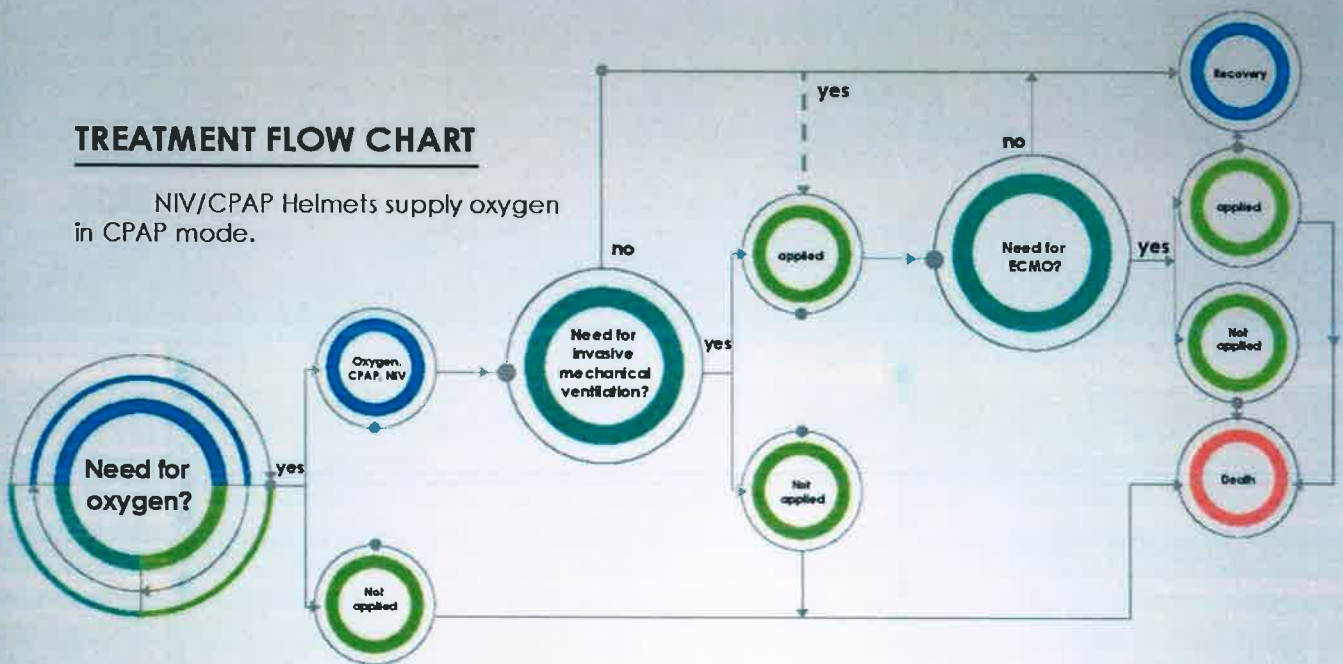 TREATMENT FLOW CHART
NIV/CPAP Helmets supply oxygen
in CPAP mode.
Need for
oxygen?
yes
Oxygen,
CPAP, NIV
Not
applied
Need for
invasive
mechanical
ventilation?
no
yes
applied
Not
applied
yes
Need for
ECMO?
no
yes
Recovery
applied
Not
applied
Death